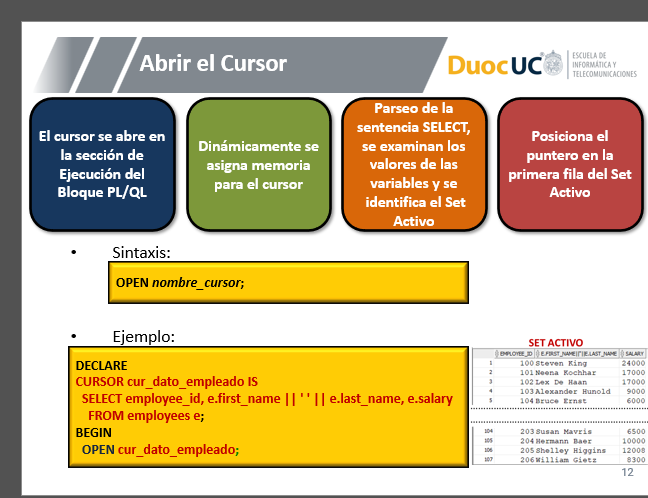 Abrir el Cursor
DuocUC
ESCUELA DE
INFORMÁTICA Y
TELECOMUNICACIONES
El cursor se abre en
la sección de
Ejecución del
Bloque PL/QL
Dinámicamente se
asigna memoria
para el cursor
Parseo de la
sentencia SELECT,
se examinan los
valores de las
variables y se
identifica el Set
Activo
Posiciona el
puntero en la
primera fila del Set
Activo
• Sintaxis:
OPEN nombre_cursor;
• Ejemplo:
DECLARE
CURSOR cur_dato_empleado IS
SELECT employee_id, e.first_name || ' ' || e.last_name, e.salary
FROM employees e;
BEGIN
OPEN cur_dato_empleado;
SET ACTIVO
EMPLOYEE_ID E.FIRST_NAME||''||E.LAST_NAME SALARY
1 100 Steven King 24000
2 101 Neena Kochhar 17000
3 102 Lex De Haan 17000
4 103 Alexander Hunold 9000
5 104 Bruce Ernst 6000
104 203 Susan Mavris 6500
105 204 Hermann Baer 10000
106 205 Shelley Higgins 12008
107 206 William Gietz 8300
12